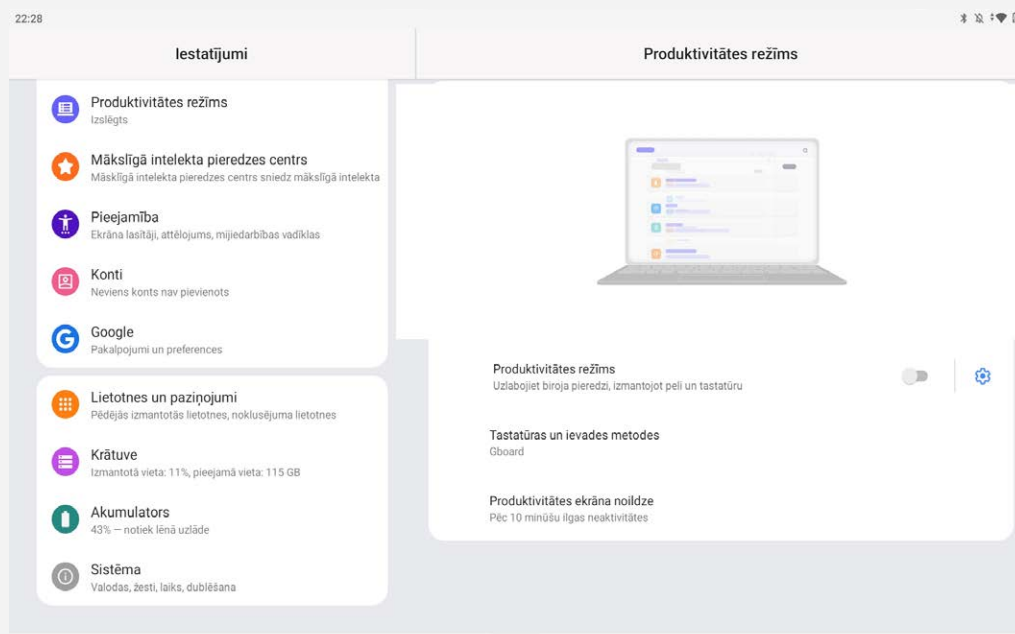 22:28
Iestatījumi
Produktivitātes režīms
Izslēgts
Mākslīgā intelekta pieredzes centrs
Māsklīgā intelekta pieredzes centrs sniedz mākslīgā intelekta
Pieejamība
Ekrāna lasītāji, attēlojums, mijiedarbības vadīklas
Konti
Neviens konts nav pievienots
Google
Pakalpojumi un preferences
Lietotnes un paziņojumi
Pēdējās izmantotās lietotnes, noklusējuma lietotnes
Krātuve
Izmantotā vieta: 11%, pieejamā vieta: 115 GB
Akumulators
43% — notiek lēnā uzlāde
Sistēma
Valodas, žesti, laiks, dublēšana
Produktivitātes režīms
Produktivitātes režīms
Uzlabojiet biroja pieredzi, izmantojot peli un tastatūru
Tastatūras un ievades metodes
Gboard
Produktivitātes ekrāna noildze
Pēc 10 minūšu ilgas neaktivitātes